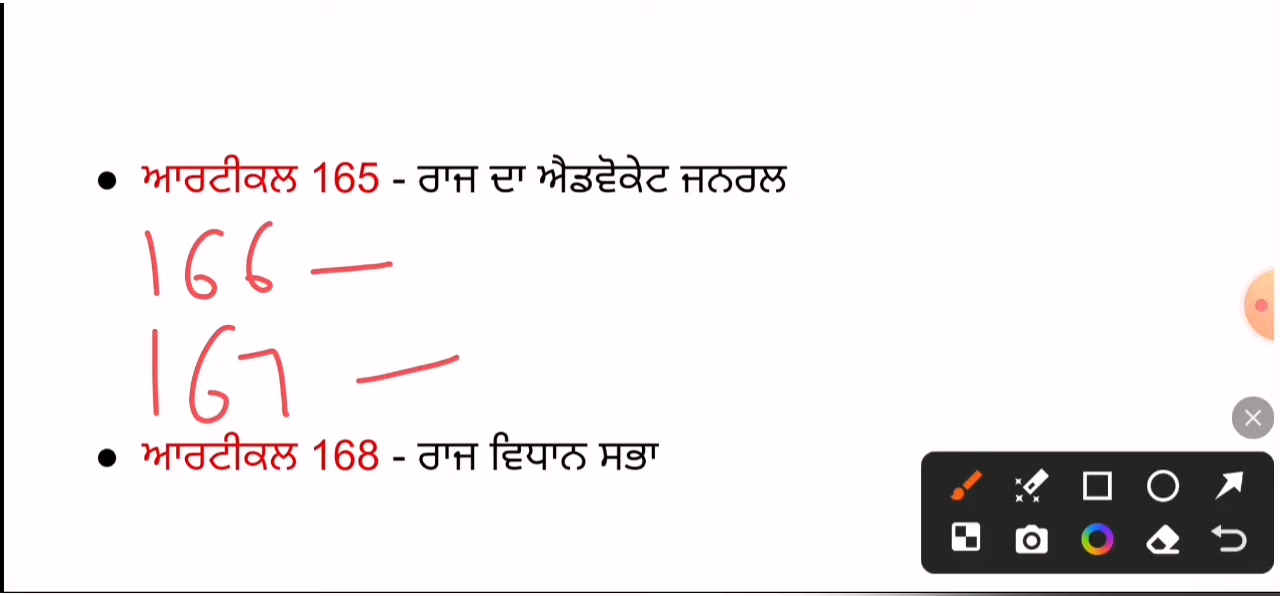 ● ਆਰਟੀਕਲ 165 - ਰਾਜ ਦਾ ਐਡਵੋਕੇਟ ਜਨਰਲ
166 —
167 —
● ਆਰਟੀਕਲ 168 - ਰਾਜ ਵਿਧਾਨ ਸਭਾ